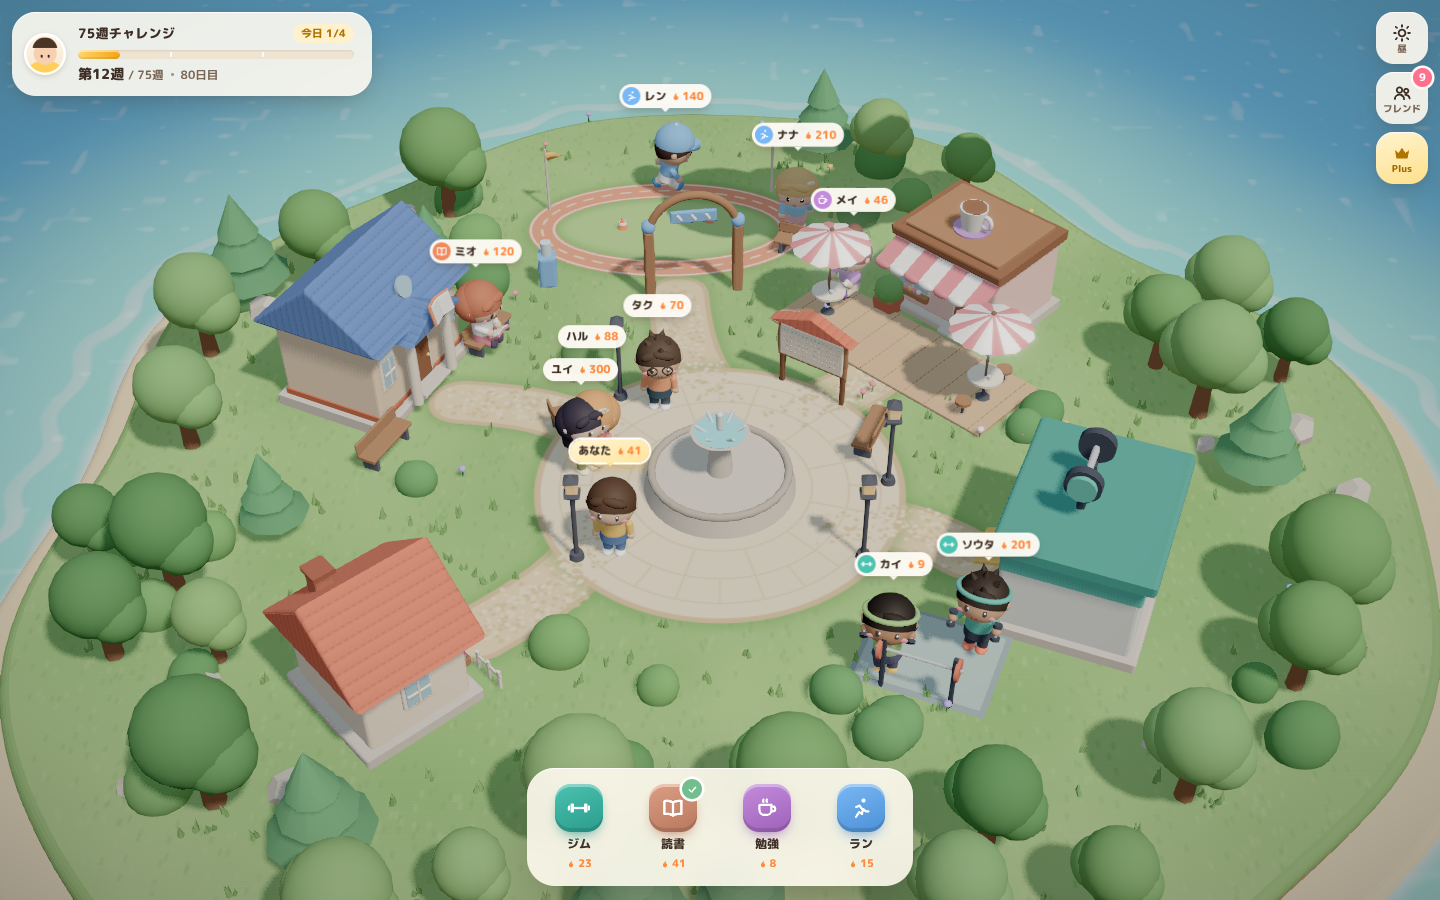 75週チャレンジ
今日 1/4
第12週 / 75週 ・ 80日目
昼
9
フレンド
Plus
レン 140
ナナ 210
メイ 46
ミオ 120
タク 70
ハル 88
ユイ 300
あなた 41
ソウタ 201
カイ 9
ジム
読書
勉強
ラン
23
41
8
15